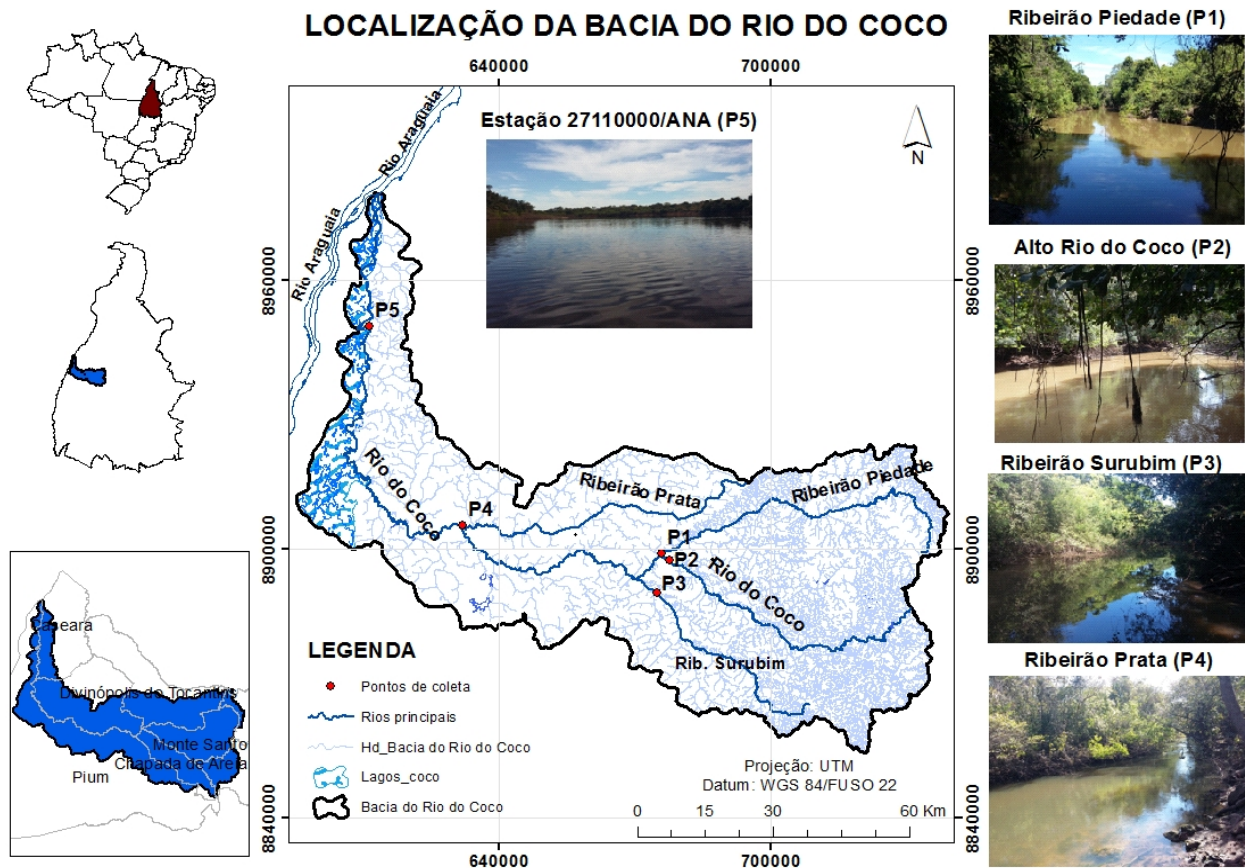 LOCALIZAÇÃO DA BACIA DO RIO DO COCO
640000
700000
Estação 27110000/ANA (P5)
N
Rio Araguaia
Rio Araguaia
8960000
8960000
P5
Rio do Coco
Ribeirão Prata
Ribeirão Piedade
P4
P1
P2
P3
Rio do Coco
8900000
8900000
Rib. Surubim
LEGENDA
Pontos de coleta
Rios principais
Hd_Bacia do Rio do Coco
Lagos_coco
Bacia do Rio do Coco
Projeção: UTM
Datum: WGS 84/FUSO 22
0 15 30 60 Km
8840000
8840000
640000
700000
Caseara
Divinópolis do Tocantins
Monte Santo
Chapada de Areia
Pium
Ribeirão Piedade (P1)
Alto Rio do Coco (P2)
Ribeirão Surubim (P3)
Ribeirão Prata (P4)